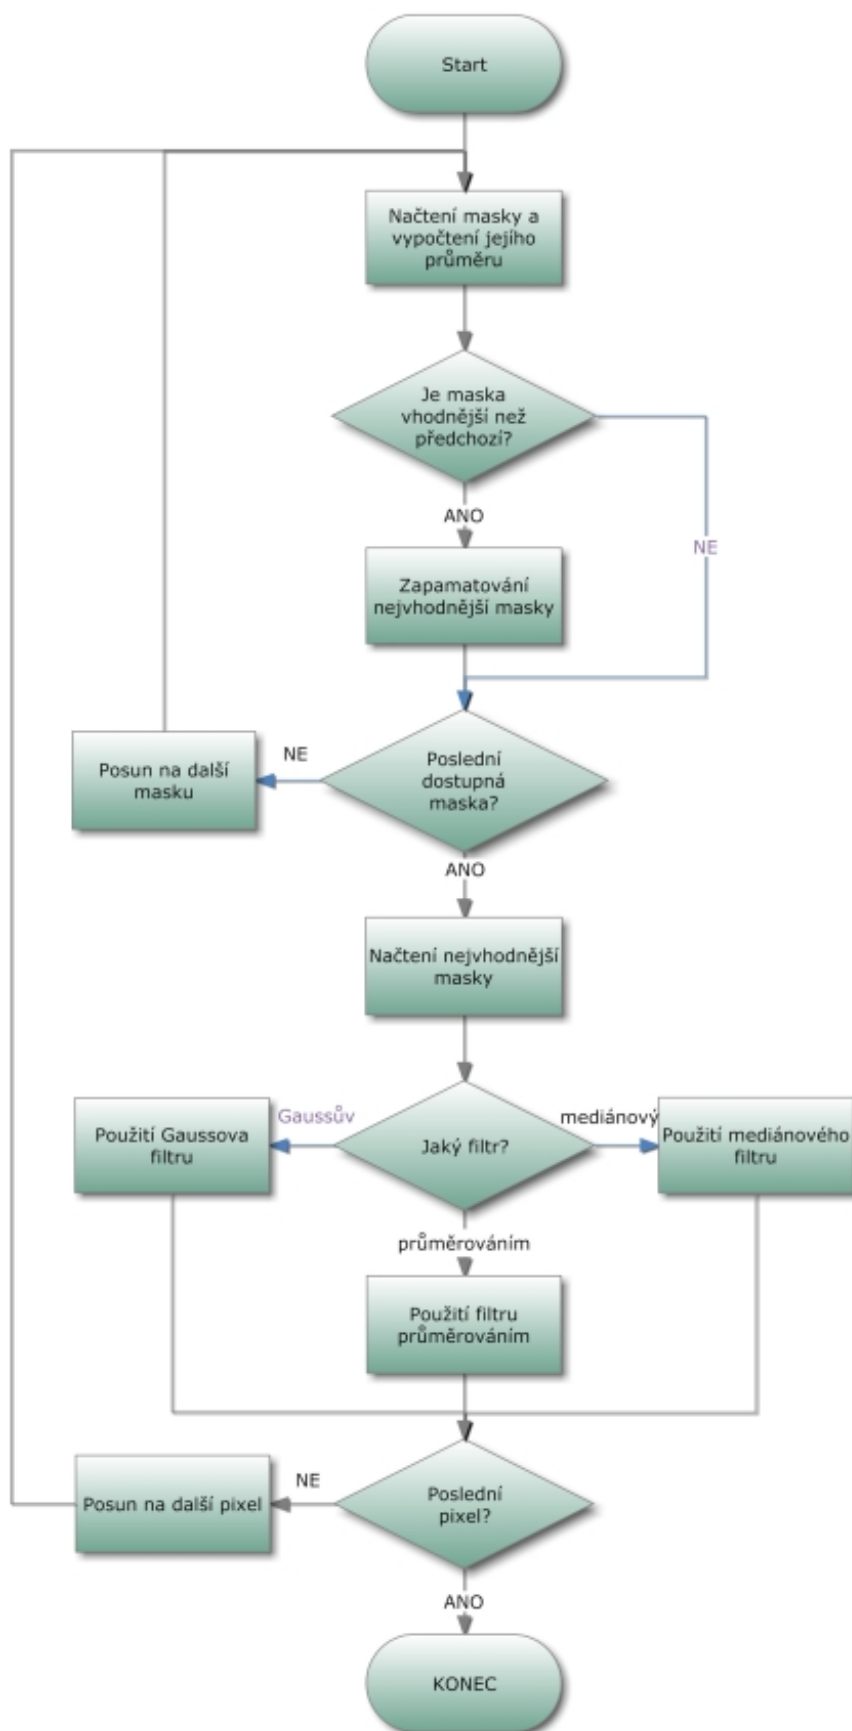 Start
Načtení masky a
vypočtení jejího
průměru
Je maska
vhodnější než
předchozí?
ANO
NE
Zapamatování
nejvhodnější masky
Posun na další
masku
NE
Poslední
dostupná
maska?
ANO
Načtení nejvhodnější
masky
Použití Gaussova
filtru
Gaussův
Jaký filtr?
mediánový
Použití mediánového
filtru
průměrováním
Použití filtru
průměrováním
Posun na další pixel
NE
Poslední
pixel?
ANO
KONEC